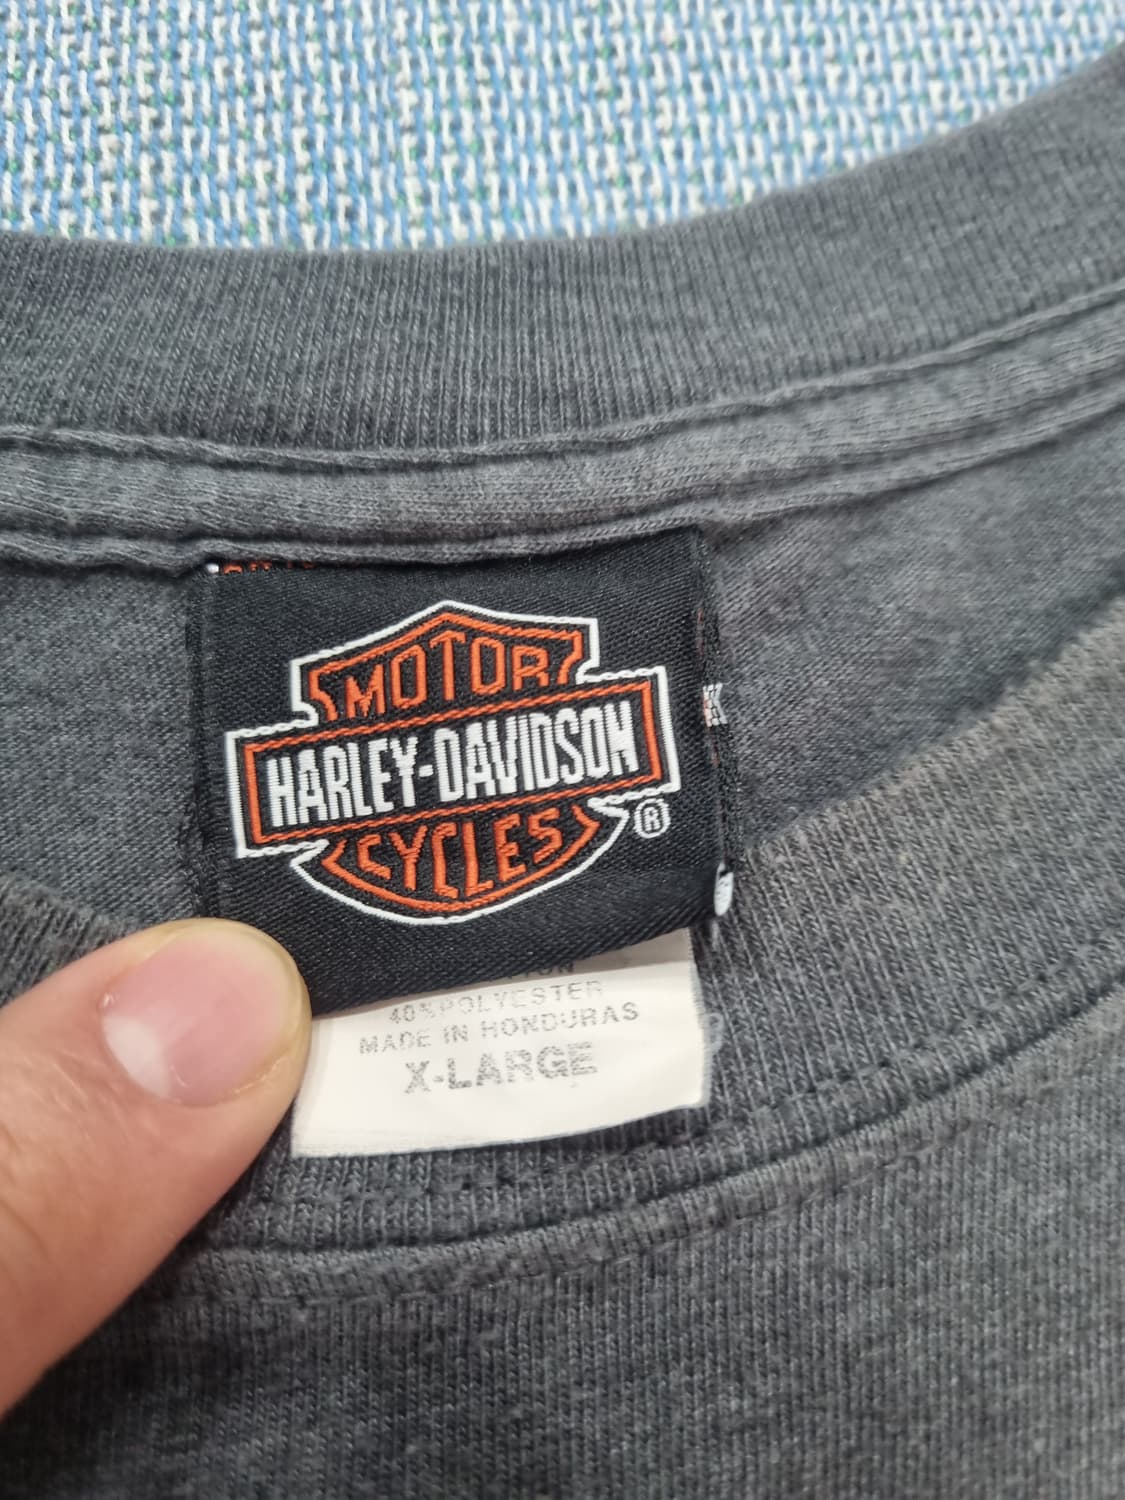 MOTOR
HARLEY-DAVIDSON
CYCLES
®
40% POLYESTER
MADE IN HONDURAS
X-LARGE